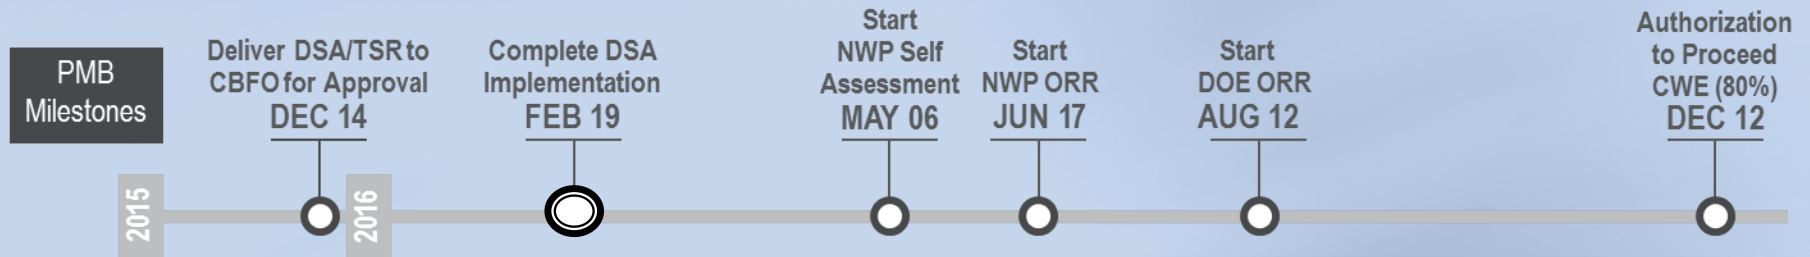 PMB
Milestones
Deliver DSA/TSR to
CBFO for Approval
DEC 14
Complete DSA
Implementation
FEB 19
Start
NWP Self
Assessment
MAY 06
Start
NWP ORR
JUN 17
Start
DOE ORR
AUG 12
Authorization
to Proceed
CWE (80%)
DEC 12
2015
2016